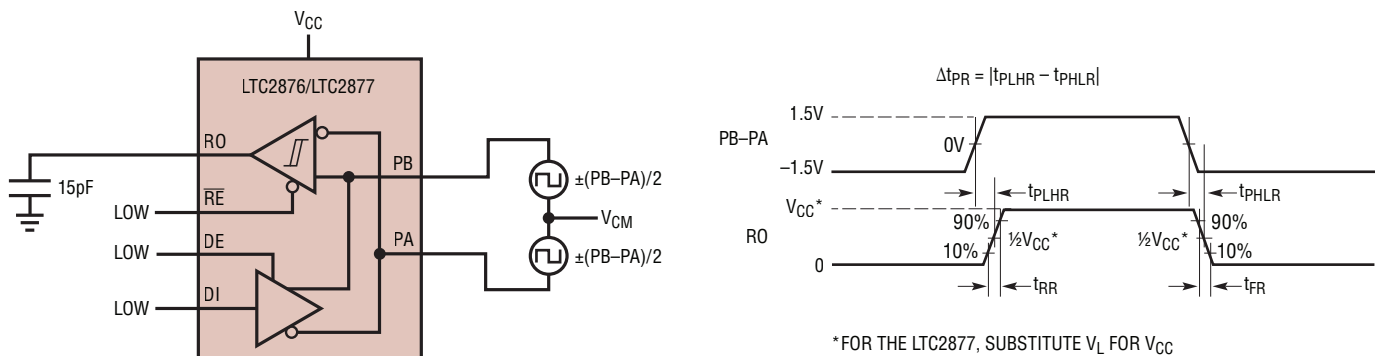 VCC
LTC2876/LTC2877
RO
PB
15pF
±(PB–PA)/2
RE
LOW
VCM
DE
PA
LOW
±(PB–PA)/2
DI
LOW
ΔtPR = |tPLHR – tPHLR|
1.5V
PB–PA
0V
–1.5V
tPLHR
tPHLR
VCC*
90%
90%
RO
½VCC*
½VCC*
10%
10%
0
tRR
tFR
*FOR THE LTC2877, SUBSTITUTE VL FOR VCC